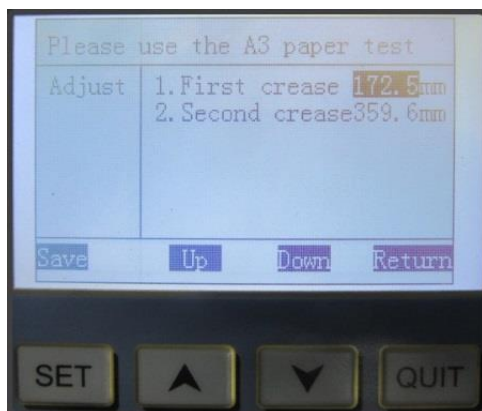 Please use the A3 paper test
Adjust
1.First crease 172.5mm
2.Second crease359.6mm
Save Up Down Return
SET QUIT